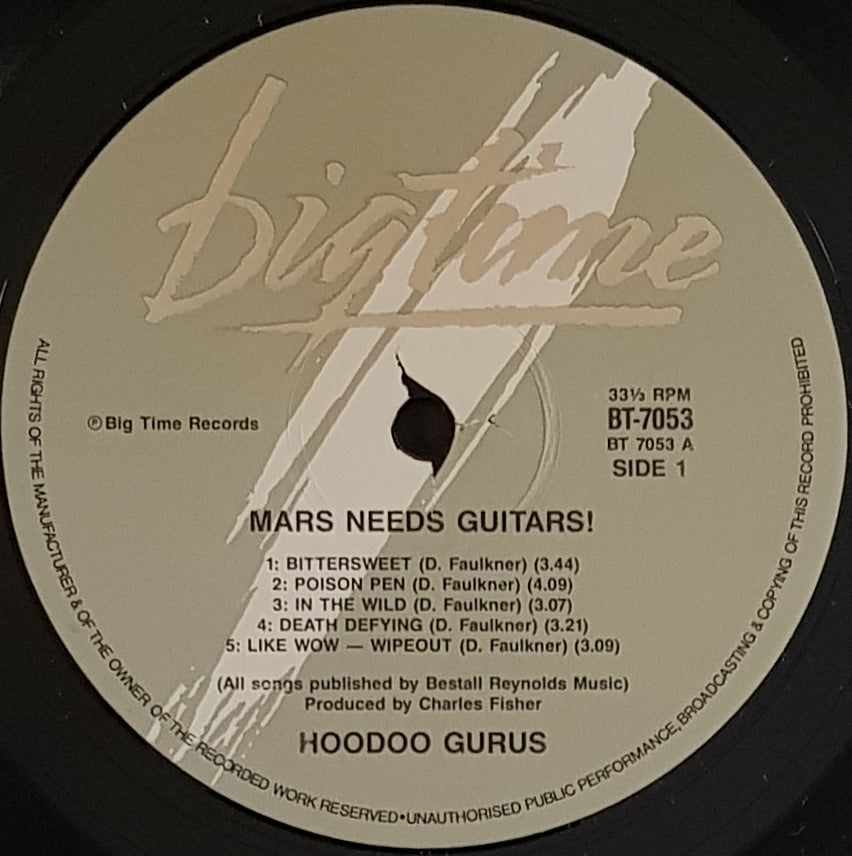 bigtime
℗ Big Time Records
33⅓ RPM
BT-7053
BT 7053 A
SIDE 1
MARS NEEDS GUITARS!
1: BITTERSWEET (D. Faulkner) (3.44)
2: POISON PEN (D. Faulkner) (4.09)
3: IN THE WILD (D. Faulkner) (3.07)
4: DEATH DEFYING (D. Faulkner) (3.21)
5: LIKE WOW — WIPEOUT (D. Faulkner) (3.09)
(All songs published by Bestall Reynolds Music)
Produced by Charles Fisher
HOODOO GURUS
ALL RIGHTS OF THE MANUFACTURER & OF THE OWNER OF THE RECORDED WORK RESERVED•UNAUTHORISED PUBLIC PERFORMANCE, BROADCASTING & COPYING OF THIS RECORD PROHIBITED